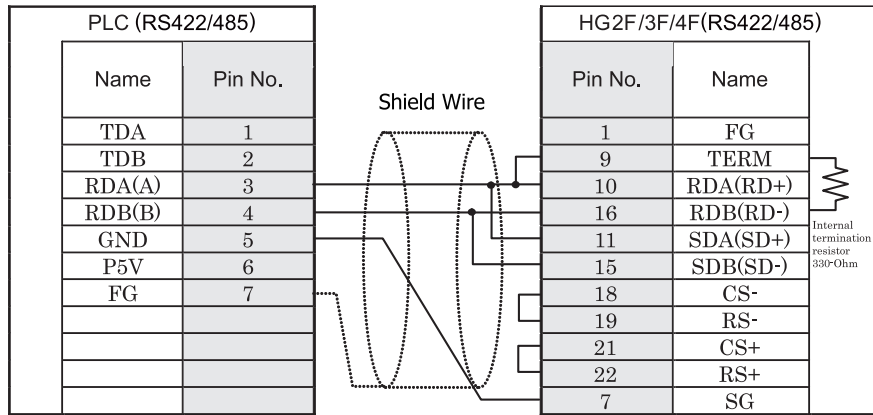 PLC (RS422/485)
HG2F/3F/4F(RS422/485)
Name Pin No.
Pin No. Name
Shield Wire
TDA 1
1 FG
TDB 2
9 TERM
RDA(A) 3
10 RDA(RD+)
RDB(B) 4
16 RDB(RD-)
GND 5
11 SDA(SD+)
P5V 6
15 SDB(SD-)
FG 7
18 CS-
19 RS-
21 CS+
22 RS+
7 SG
Internal
termination
resistor
330-Ohm